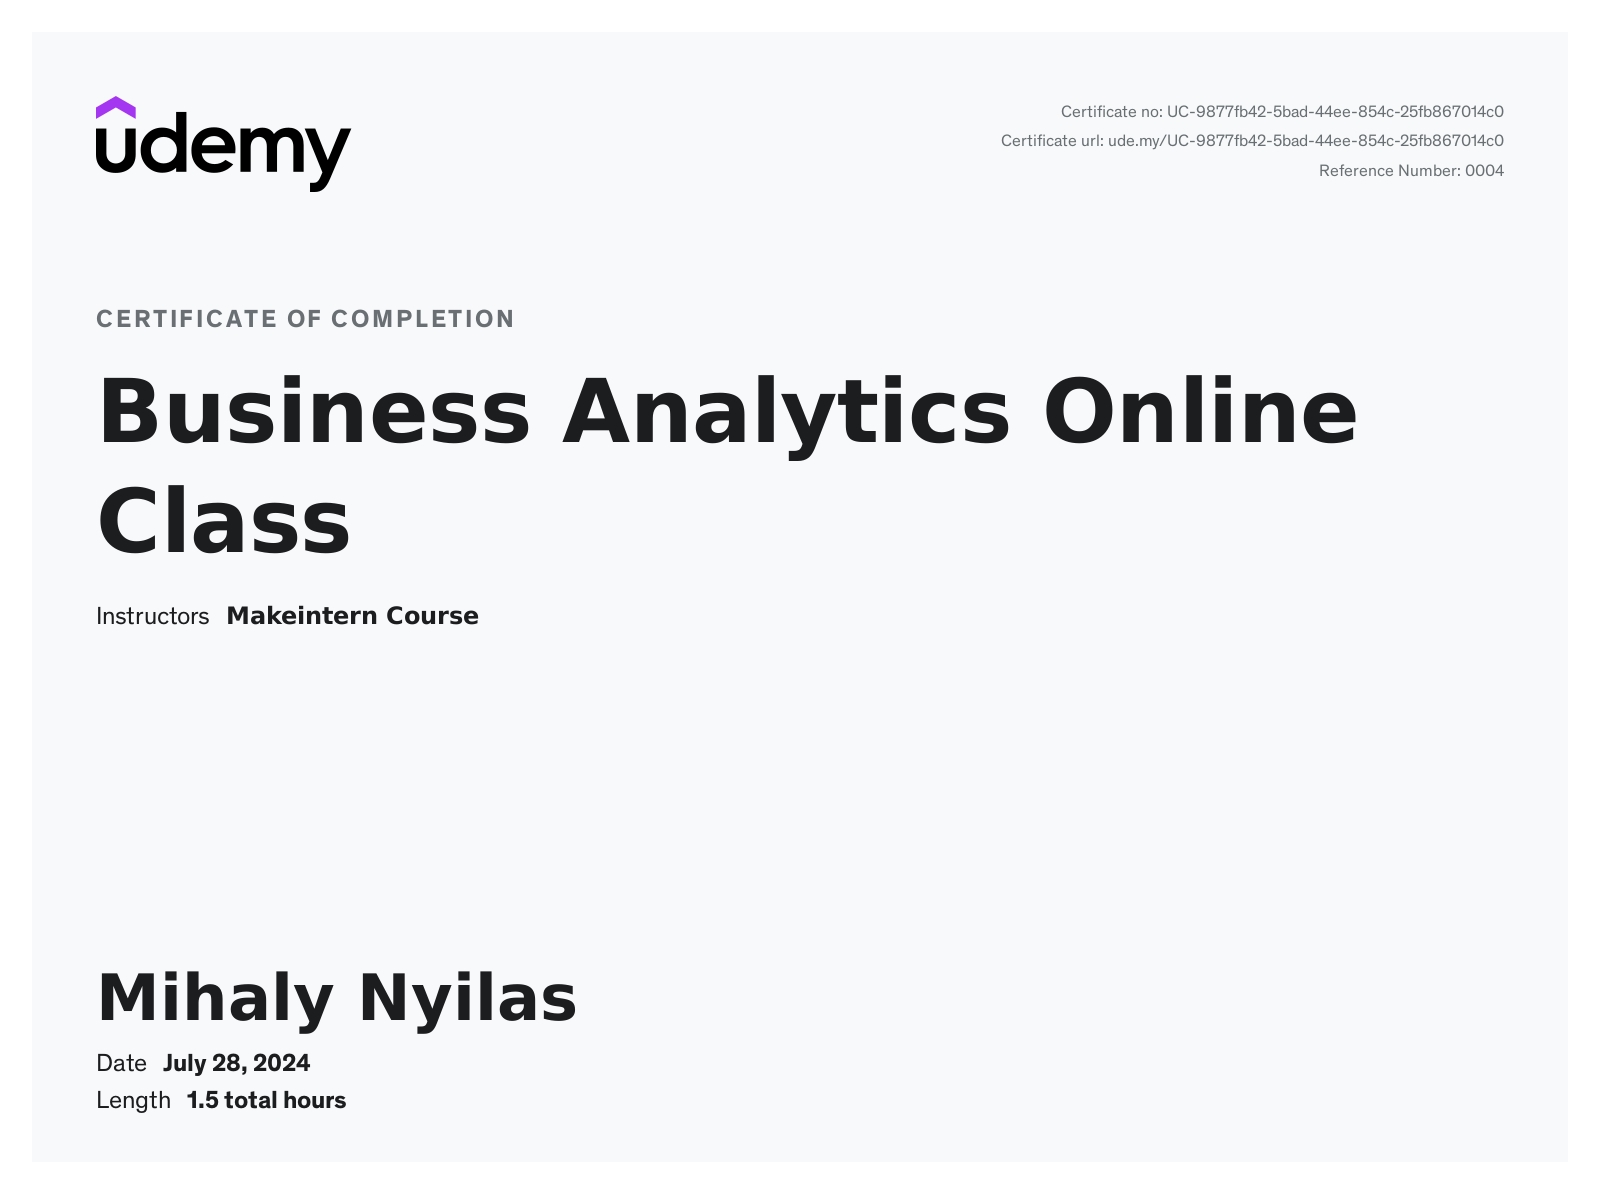 udemy
Certificate no: UC-9877fb42-5bad-44ee-854c-25fb867014c0
Certificate url: ude.my/UC-9877fb42-5bad-44ee-854c-25fb867014c0
Reference Number: 0004
CERTIFICATE OF COMPLETION
Business Analytics Online
Class
Instructors Makeintern Course
Mihaly Nyilas
Date July 28, 2024
Length 1.5 total hours